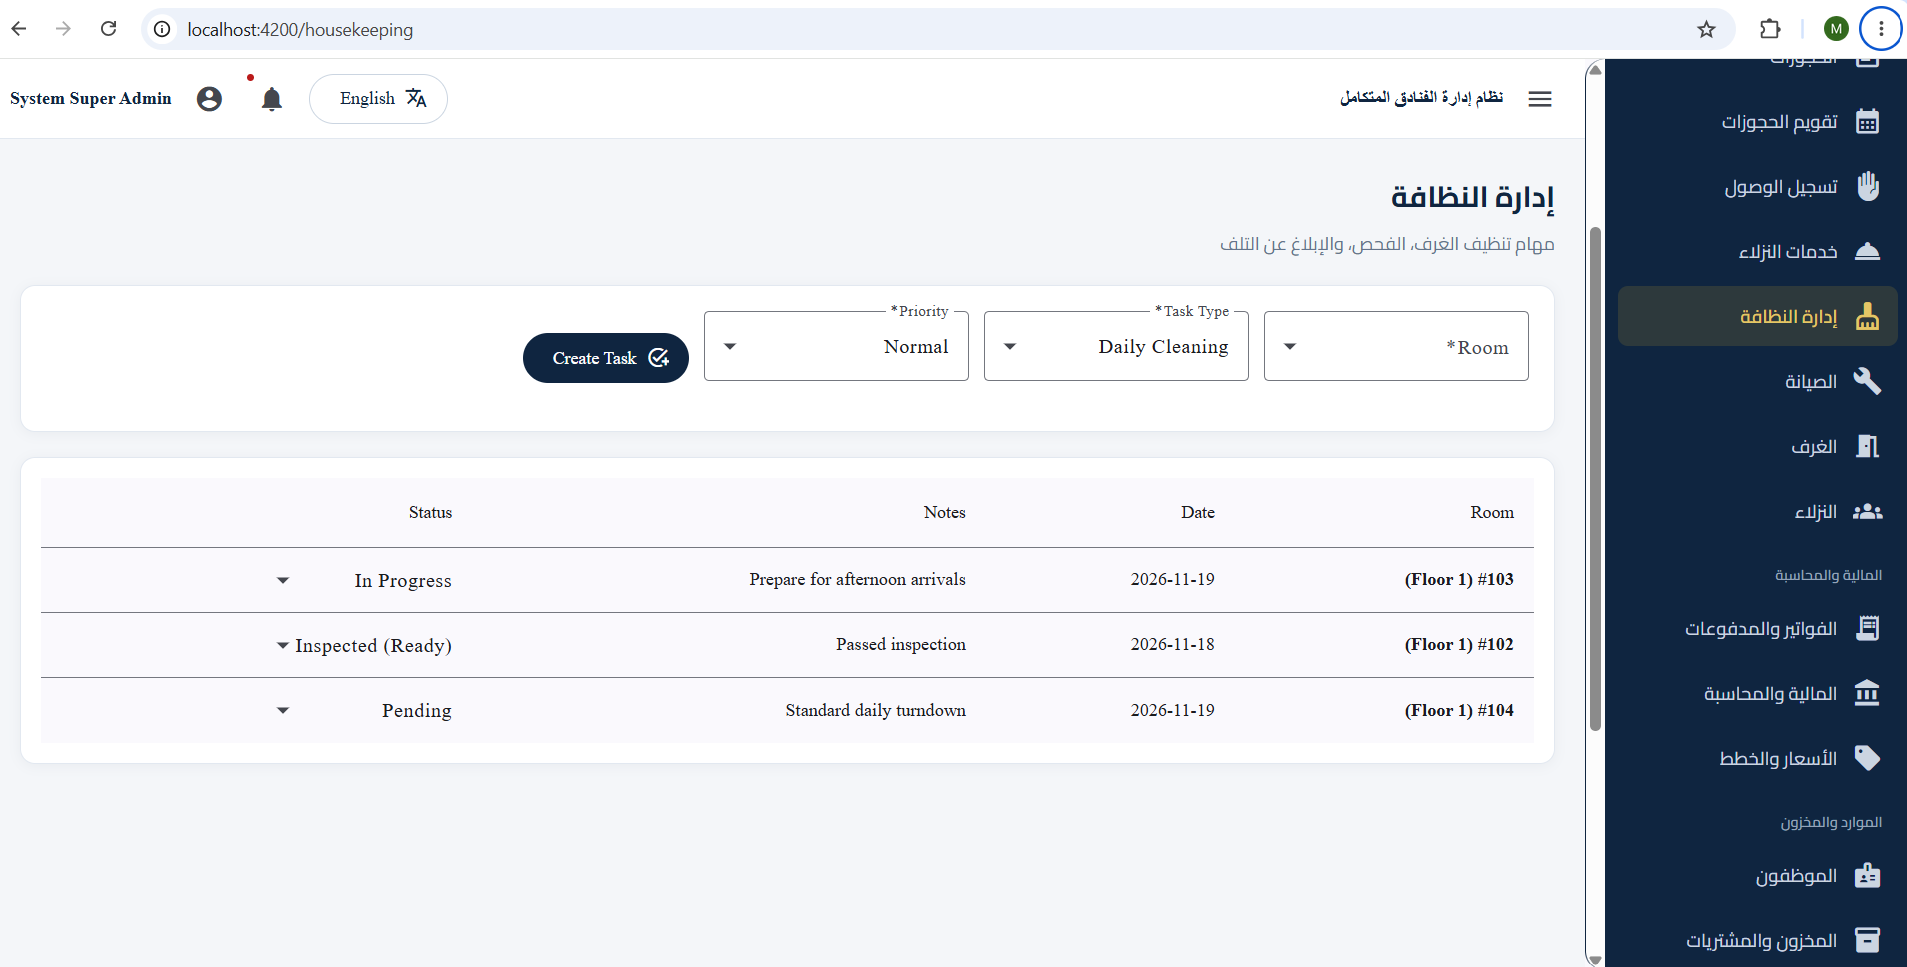 localhost:4200/housekeeping
M
System Super Admin
English
نظام إدارة الفنادق المتكامل
الحجوزات
تقويم الحجوزات
تسجيل الوصول
خدمات النزلاء
إدارة النظافة
الصيانة
الغرف
النزلاء
المالية والمحاسبة
الفواتير والمدفوعات
المالية والمحاسبة
الأسعار والخطط
الموارد والمخزون
الموظفون
المخزون والمشتريات
إدارة النظافة
مهام تنظيف الغرف، الفحص، والإبلاغ عن التلف
*Room
*Task Type
Daily Cleaning
*Priority
Normal
Create Task
Room Date Notes Status
(Floor 1) #103 2026-11-19 Prepare for afternoon arrivals In Progress
(Floor 1) #102 2026-11-18 Passed inspection Inspected (Ready)
(Floor 1) #104 2026-11-19 Standard daily turndown Pending